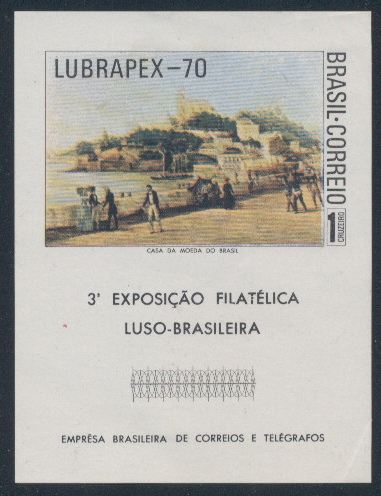 LUBRAPEX–70
BRASIL·CORREIO
1
CRUZEIRO
CASA DA MOEDA DO BRASIL
3ª EXPOSIÇÃO FILATÉLICA
LUSO-BRASILEIRA
EMPRÊSA BRASILEIRA DE CORREIOS E TELÉGRAFOS